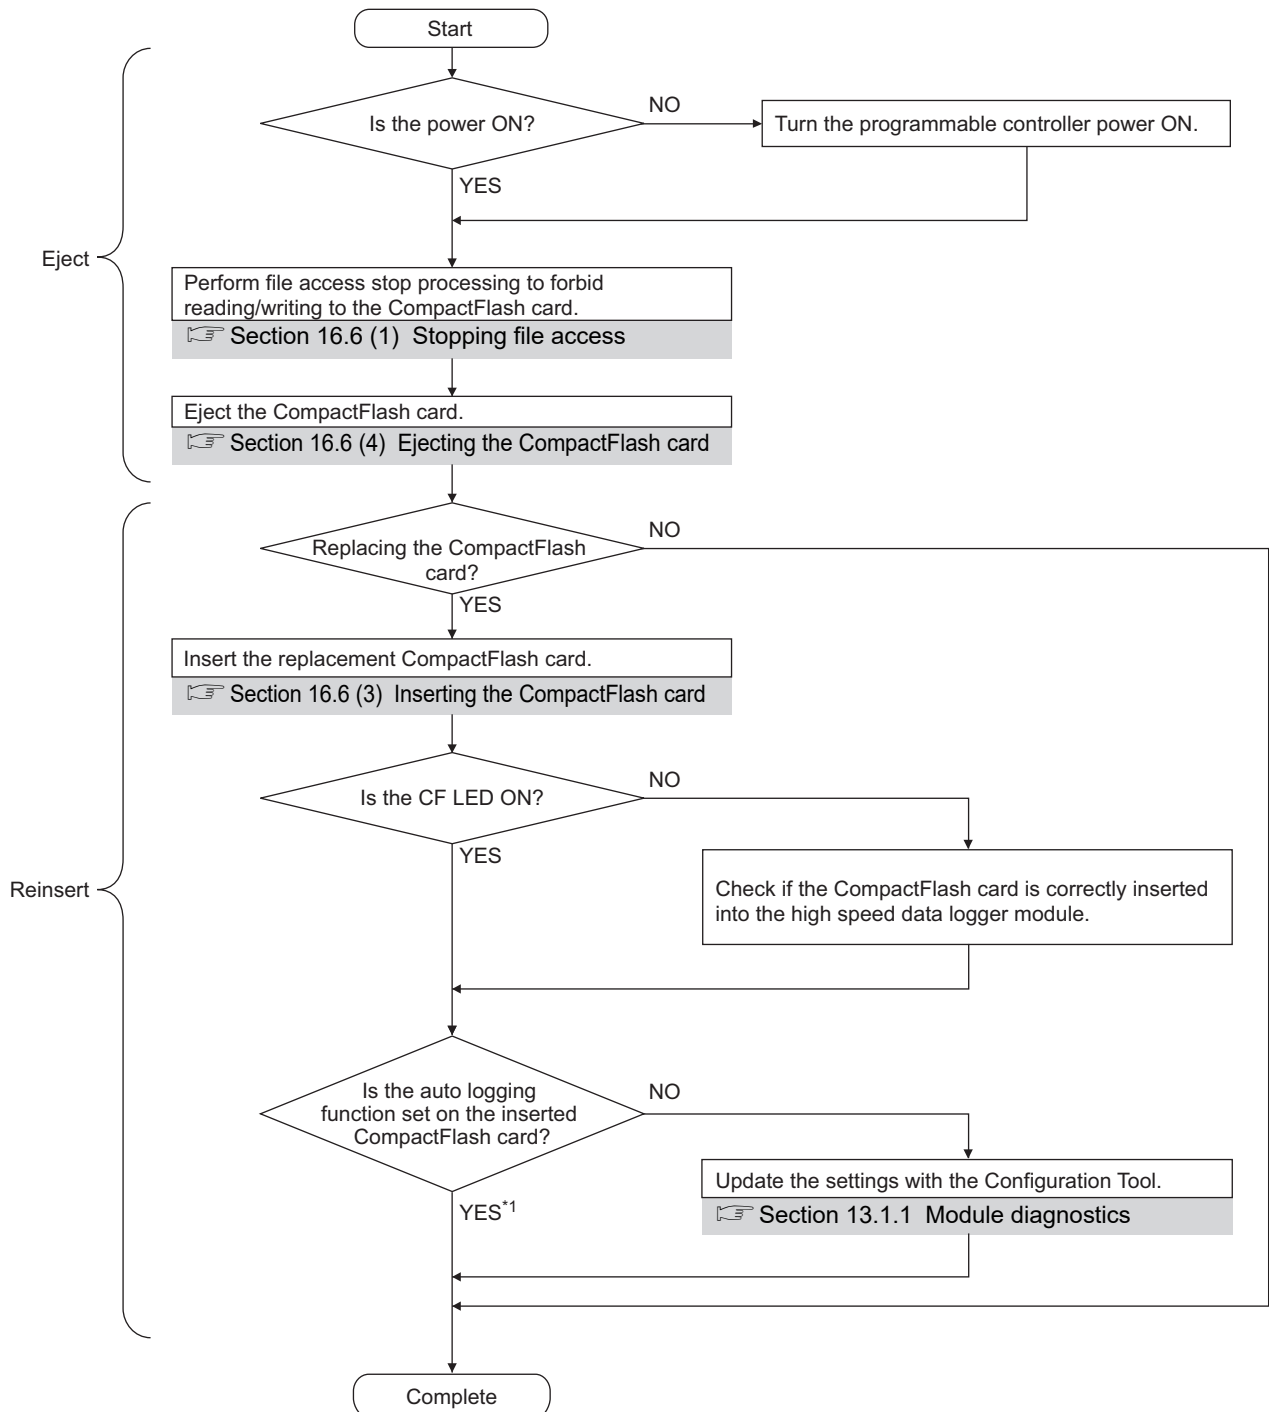 Start
Is the power ON?
NO
Turn the programmable controller power ON.
YES
Eject
Perform file access stop processing to forbid
reading/writing to the CompactFlash card.
☞ Section 16.6 (1) Stopping file access
Eject the CompactFlash card.
☞ Section 16.6 (4) Ejecting the CompactFlash card
Replacing the CompactFlash
card?
NO
YES
Insert the replacement CompactFlash card.
☞ Section 16.6 (3) Inserting the CompactFlash card
Is the CF LED ON?
NO
YES
Reinsert
Check if the CompactFlash card is correctly inserted
into the high speed data logger module.
Is the auto logging
function set on the inserted
CompactFlash card?
NO
Update the settings with the Configuration Tool.
☞ Section 13.1.1 Module diagnostics
YES*1
Complete